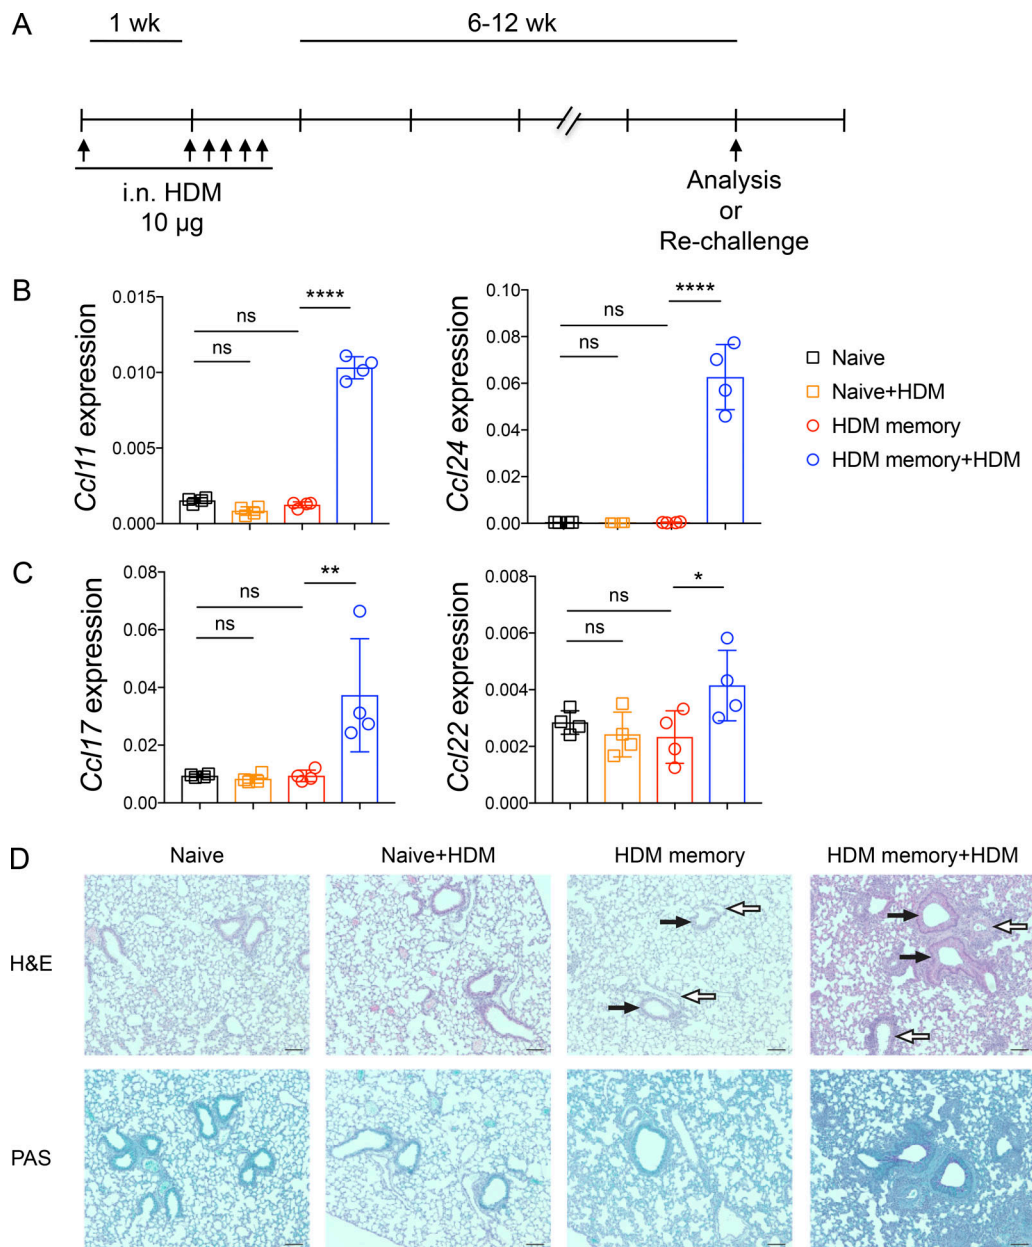 A
1 wk
6-12 wk
i.n. HDM
10 µg
Analysis
or
Re-challenge
B
Ccl11 expression
0.015
0.010
0.005
0.000
ns
ns
****
Ccl24 expression
0.10
0.08
0.06
0.04
0.02
0.00
ns
ns
****
Naive
Naive+HDM
HDM memory
HDM memory+HDM
C
Ccl17 expression
0.08
0.06
0.04
0.02
0.00
ns
ns
**
Ccl22 expression
0.008
0.006
0.004
0.002
0.000
ns
ns
*
D
Naive
Naive+HDM
HDM memory
HDM memory+HDM
H&E
PAS